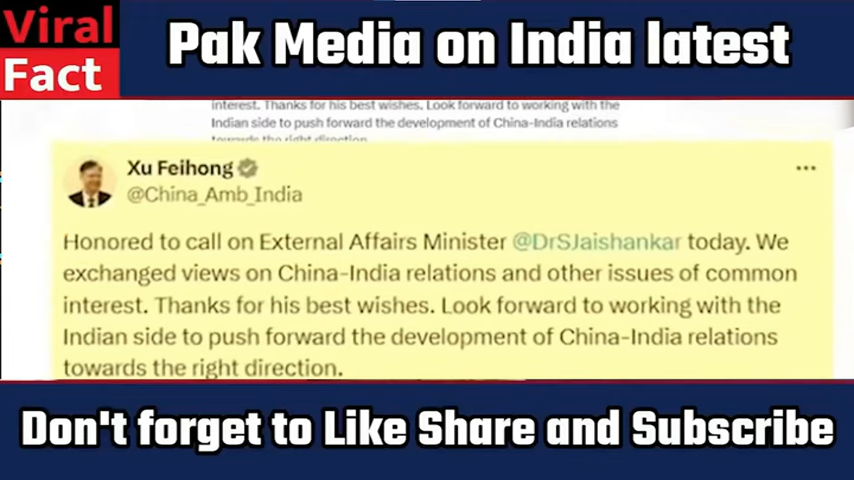 Viral
Fact
Pak Media on India latest
interest. Thanks for his best wishes. Look forward to working with the
Indian side to push forward the development of China-India relations
towards the right direction.
Xu Feihong
@China_Amb_India
Honored to call on External Affairs Minister @DrSJaishankar today. We
exchanged views on China-India relations and other issues of common
interest. Thanks for his best wishes. Look forward to working with the
Indian side to push forward the development of China-India relations
towards the right direction.
Don't forget to Like Share and Subscribe